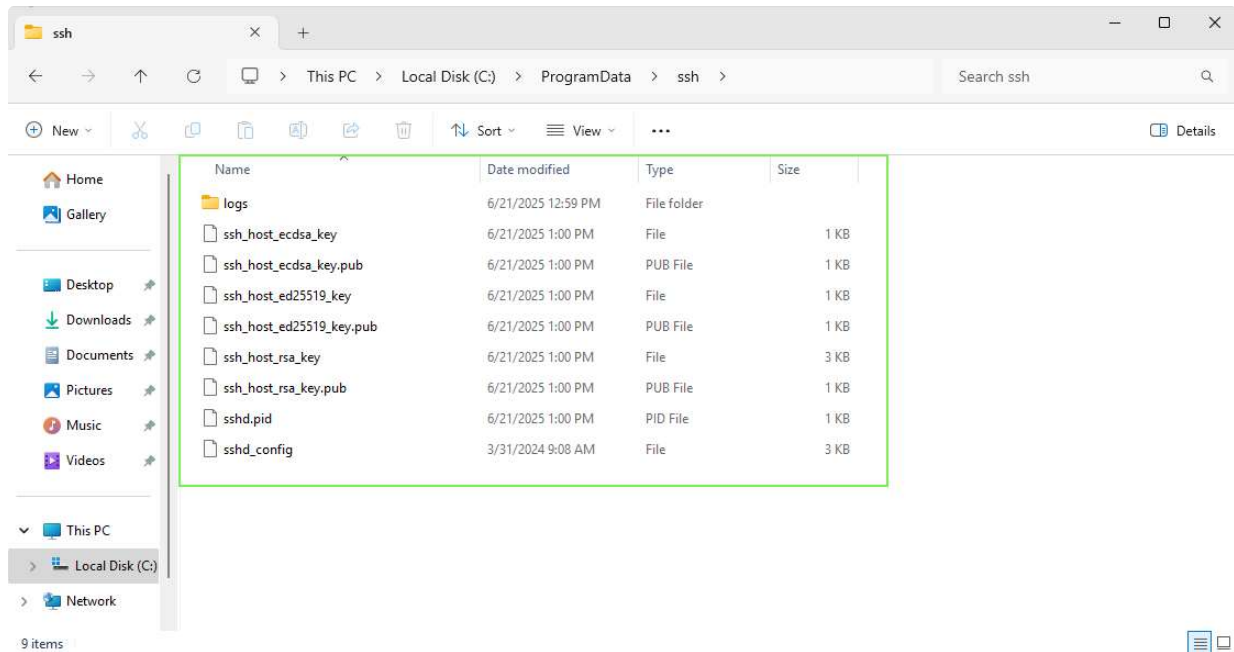 ssh
This PC > Local Disk (C:) > ProgramData > ssh >
Search ssh
New
Sort
View
Details
Home
Gallery
Desktop
Downloads
Documents
Pictures
Music
Videos
This PC
Local Disk (C:)
Network
Name Date modified Type Size
logs 6/21/2025 12:59 PM File folder
ssh_host_ecdsa_key 6/21/2025 1:00 PM File 1 KB
ssh_host_ecdsa_key.pub 6/21/2025 1:00 PM PUB File 1 KB
ssh_host_ed25519_key 6/21/2025 1:00 PM File 1 KB
ssh_host_ed25519_key.pub 6/21/2025 1:00 PM PUB File 1 KB
ssh_host_rsa_key 6/21/2025 1:00 PM File 3 KB
ssh_host_rsa_key.pub 6/21/2025 1:00 PM PUB File 1 KB
sshd.pid 6/21/2025 1:00 PM PID File 1 KB
sshd_config 3/31/2024 9:08 AM File 3 KB
9 items